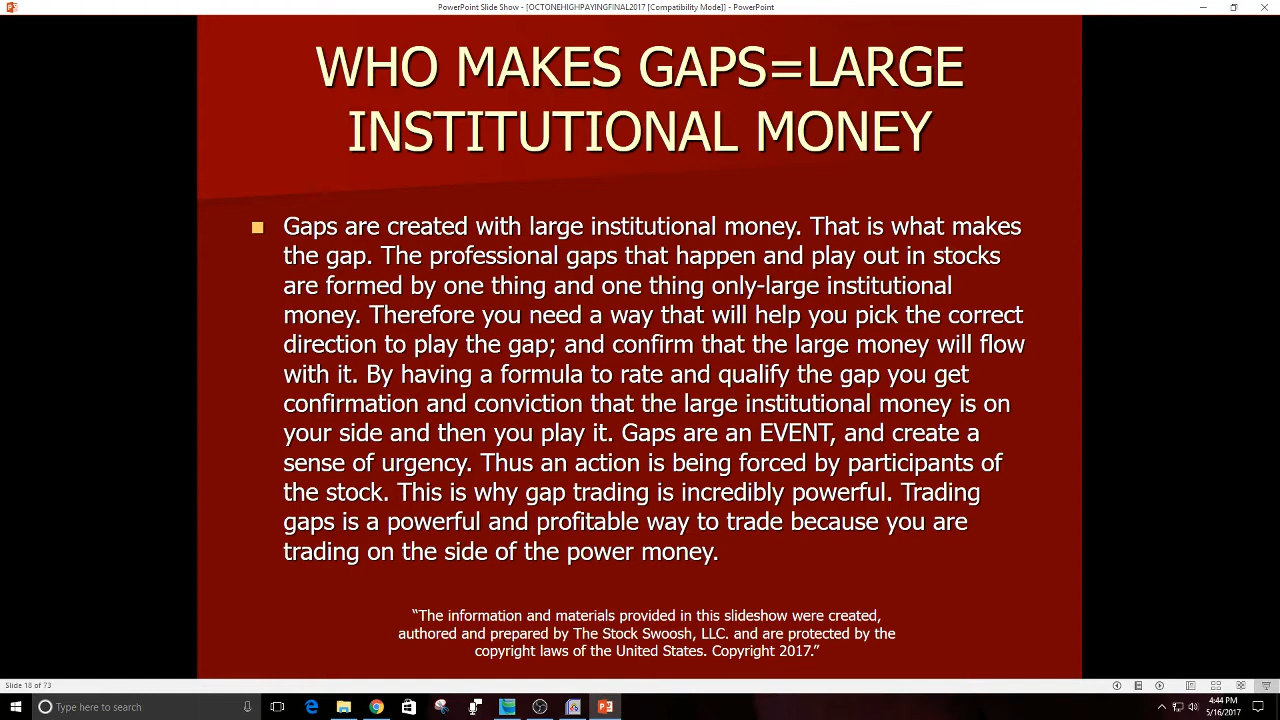 PowerPoint Slide Show - [OCTONEHIGHPAYINGFINAL2017 [Compatibility Mode]] - PowerPoint
WHO MAKES GAPS=LARGE
INSTITUTIONAL MONEY
Gaps are created with large institutional money. That is what makes
the gap. The professional gaps that happen and play out in stocks
are formed by one thing and one thing only-large institutional
money. Therefore you need a way that will help you pick the correct
direction to play the gap; and confirm that the large money will flow
with it. By having a formula to rate and qualify the gap you get
confirmation and conviction that the large institutional money is on
your side and then you play it. Gaps are an EVENT, and create a
sense of urgency. Thus an action is being forced by participants of
the stock. This is why gap trading is incredibly powerful. Trading
gaps is a powerful and profitable way to trade because you are
trading on the side of the power money.
“The information and materials provided in this slideshow were created,
authored and prepared by The Stock Swoosh, LLC. and are protected by the
copyright laws of the United States. Copyright 2017.”
Slide 18 of 73
Type here to search
4:44 PM
5/16/2017